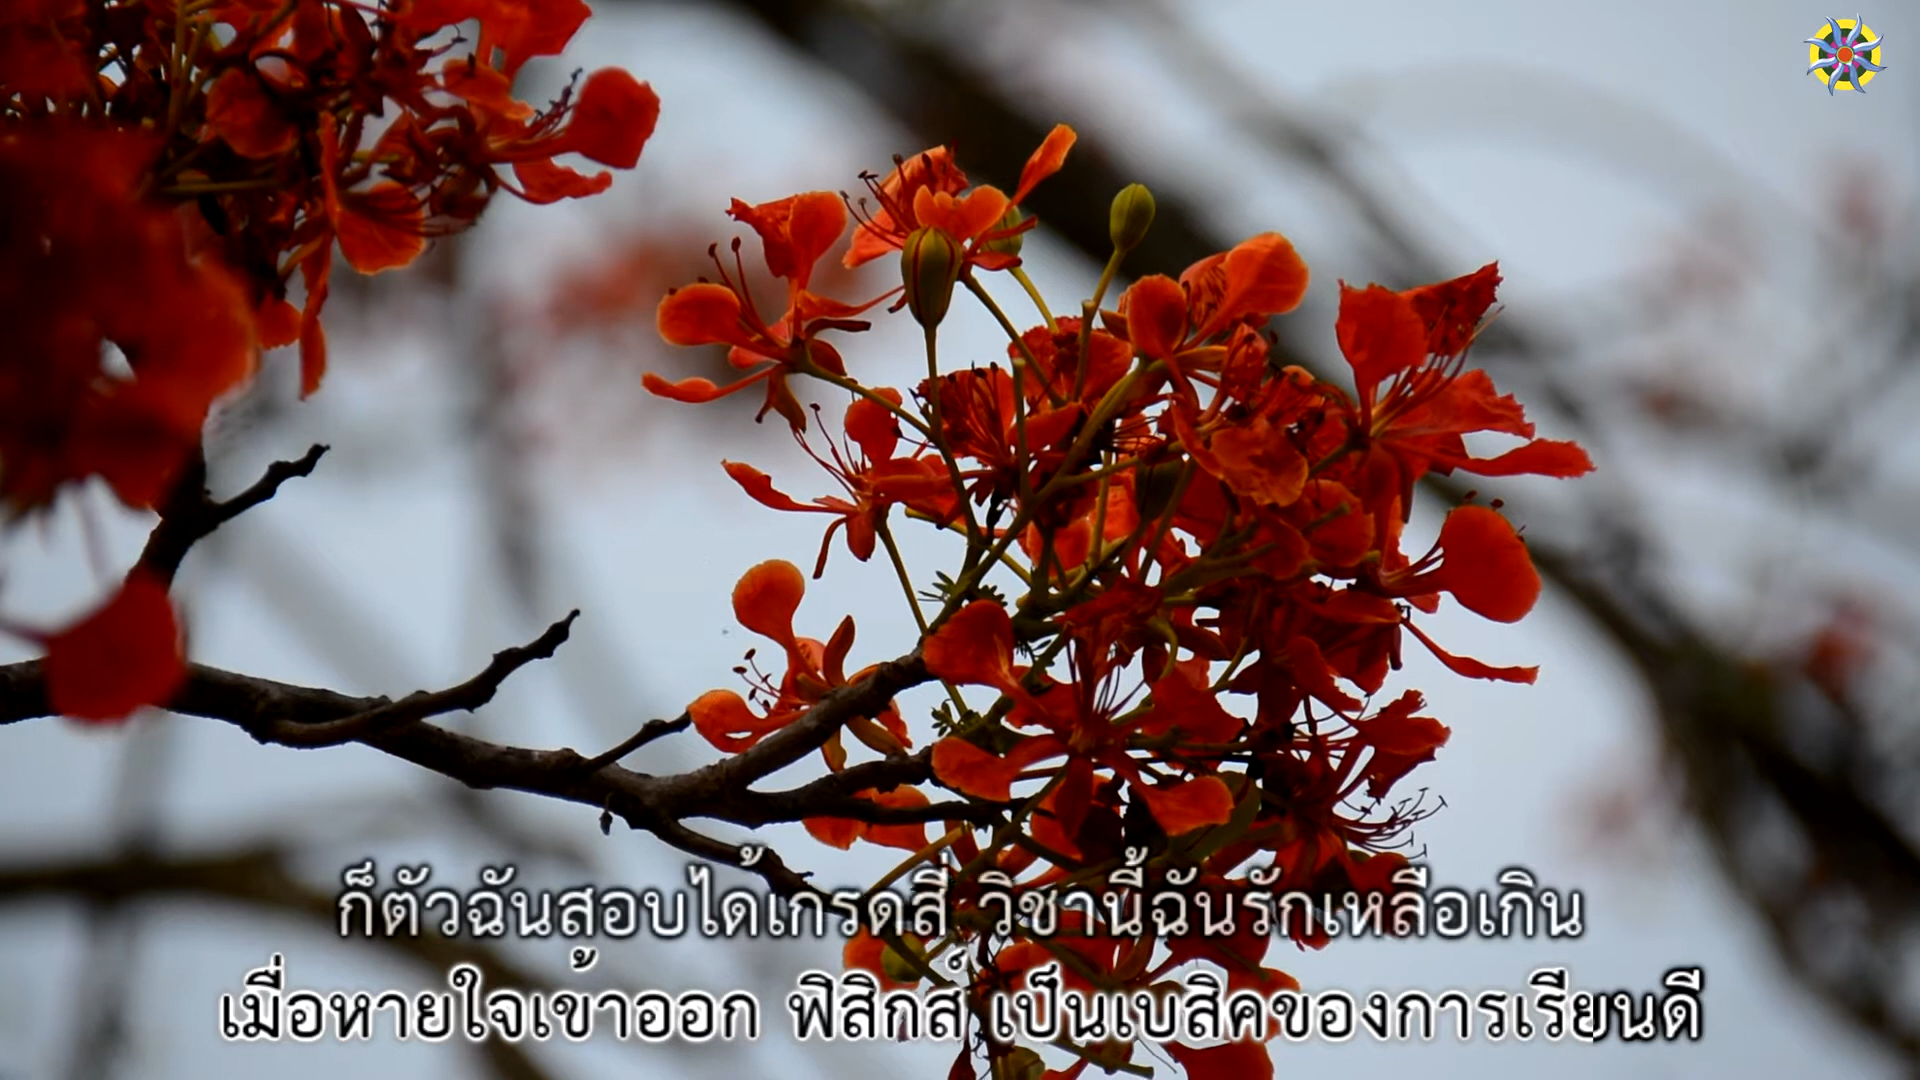 ก็ตัวฉันสอบได้เกรดสี่ วิชานี้ฉันรักเหลือเกิน
เมื่อหายใจเข้าออก ฟิสิกส์ เป็นเบสิคของการเรียนดี